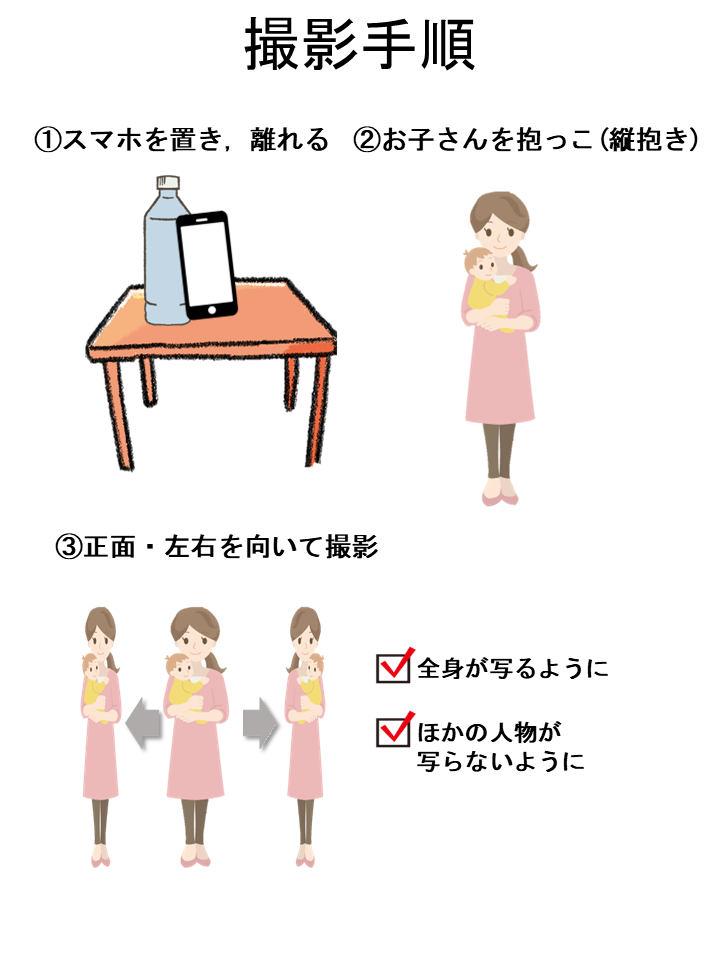 撮影手順
①スマホを置き，離れる
②お子さんを抱っこ(縦抱き)
③正面・左右を向いて撮影
全身が写るように
ほかの人物が
写らないように